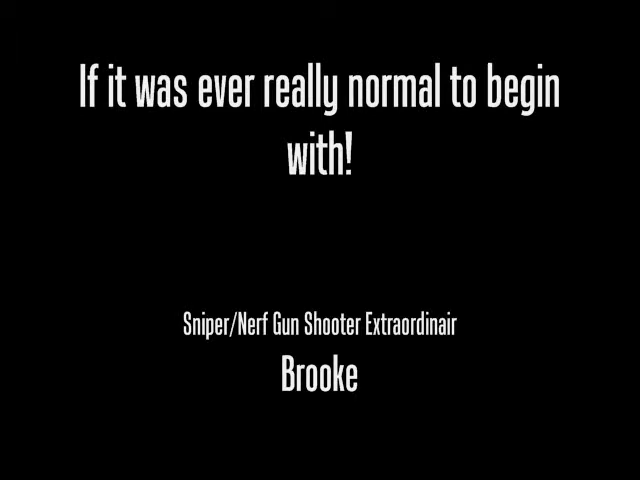 If it was ever really normal to begin
with!
Sniper/Nerf Gun Shooter Extraordinair
Brooke